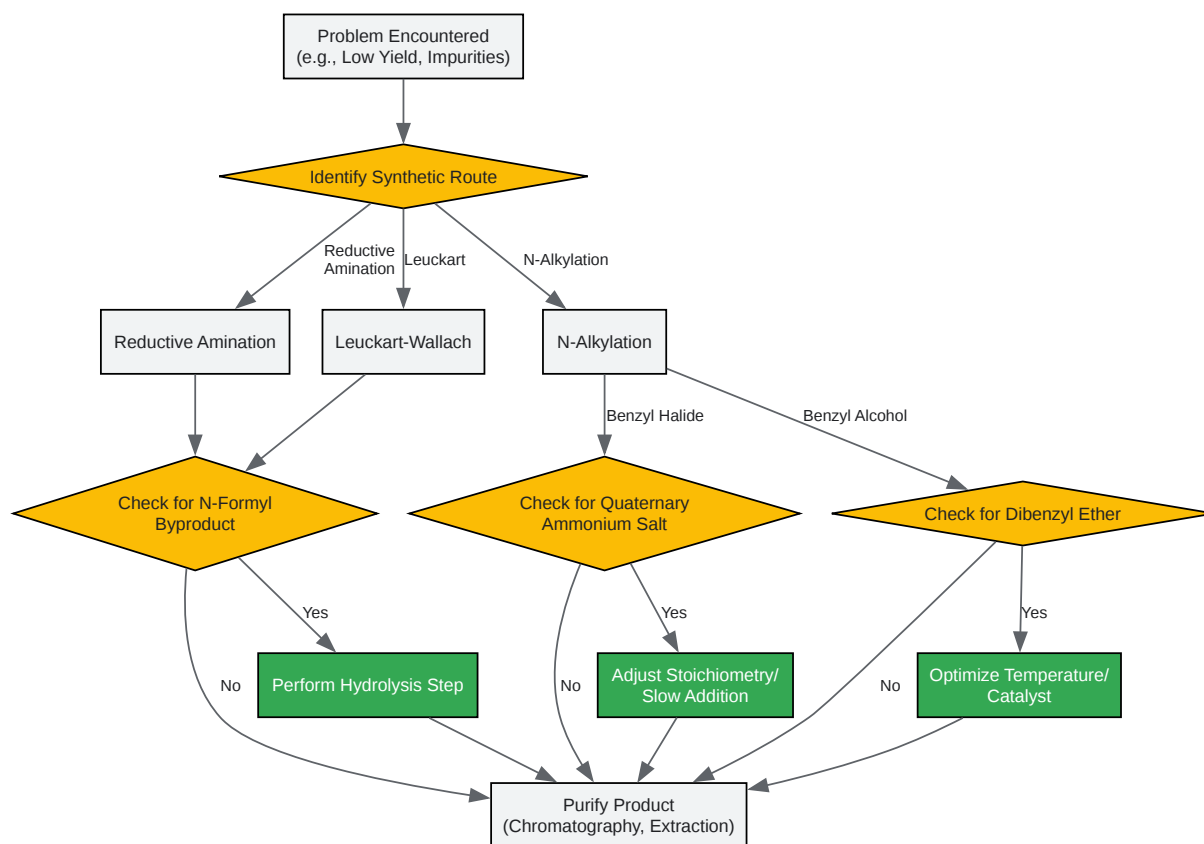 Problem Encountered
(e.g., Low Yield, Impurities)
Identify Synthetic Route
Reductive
Amination
Leuckart
N-Alkylation
Reductive Amination
Leuckart-Wallach
N-Alkylation
Benzyl Halide
Benzyl Alcohol
Check for N-Formyl
Byproduct
Check for Quaternary
Ammonium Salt
Check for Dibenzyl Ether
Yes
Yes
Yes
No
Perform Hydrolysis Step
No
Adjust Stoichiometry/
Slow Addition
No
Optimize Temperature/
Catalyst
Purify Product
(Chromatography, Extraction)